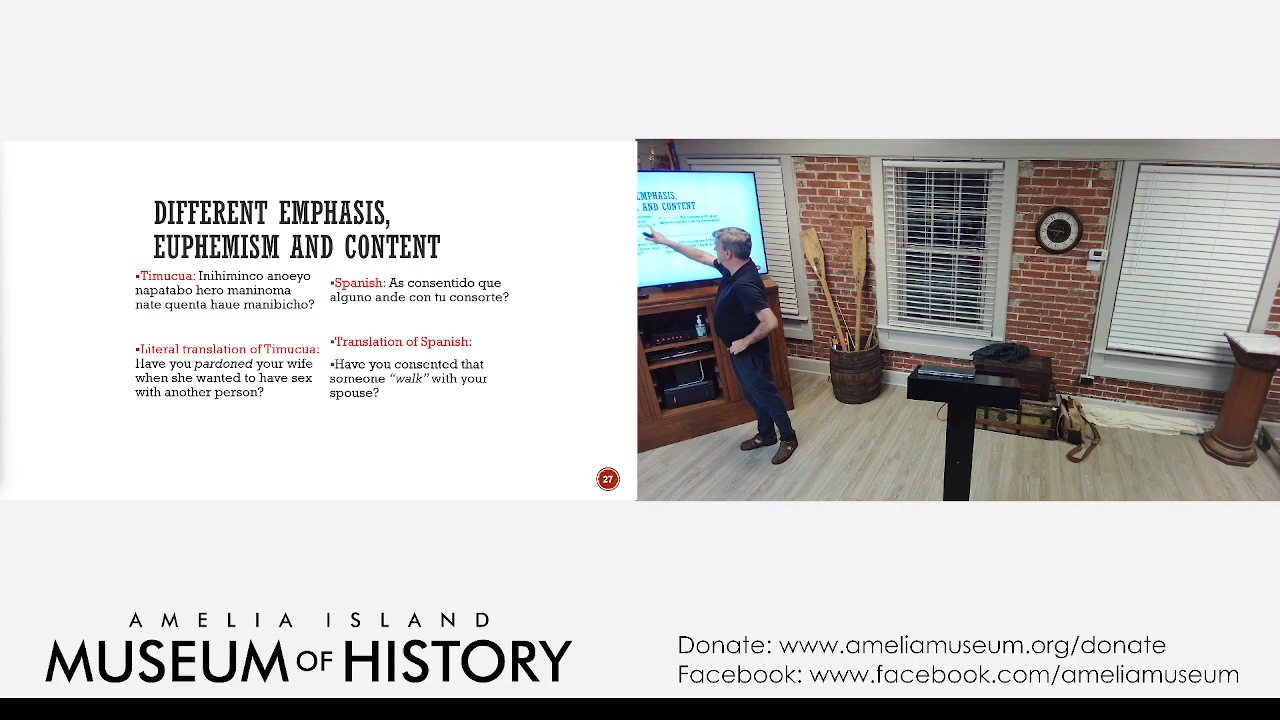 DIFFERENT EMPHASIS,
EUPHEMISM AND CONTENT
▪Timucua: Inihiminco anoeyo
napatabo hero maninoma
nate quenta haue manibicho?
▪Literal translation of Timucua:
Have you pardoned your wife
when she wanted to have sex
with another person?
▪Spanish: As consentido que
alguno ande con tu consorte?
▪Translation of Spanish:
▪Have you consented that
someone “walk” with your
spouse?
27
EMPHASIS,
AND CONTENT
AMELIA ISLAND
MUSEUM OF HISTORY
Donate: www.ameliamuseum.org/donate
Facebook: www.facebook.com/ameliamuseum